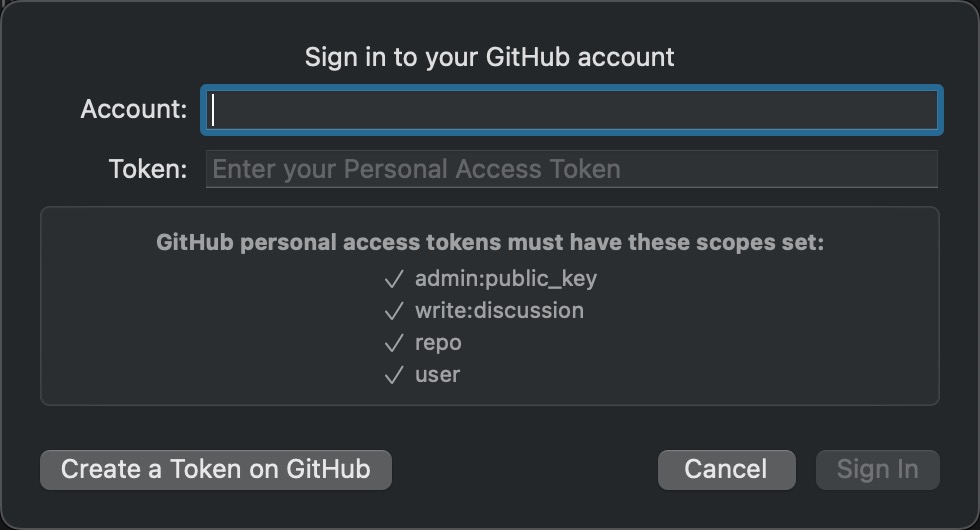 Sign in to your GitHub account
Account:
Token: Enter your Personal Access Token
GitHub personal access tokens must have these scopes set:
✓ admin:public_key
✓ write:discussion
✓ repo
✓ user
Create a Token on GitHub Cancel Sign In